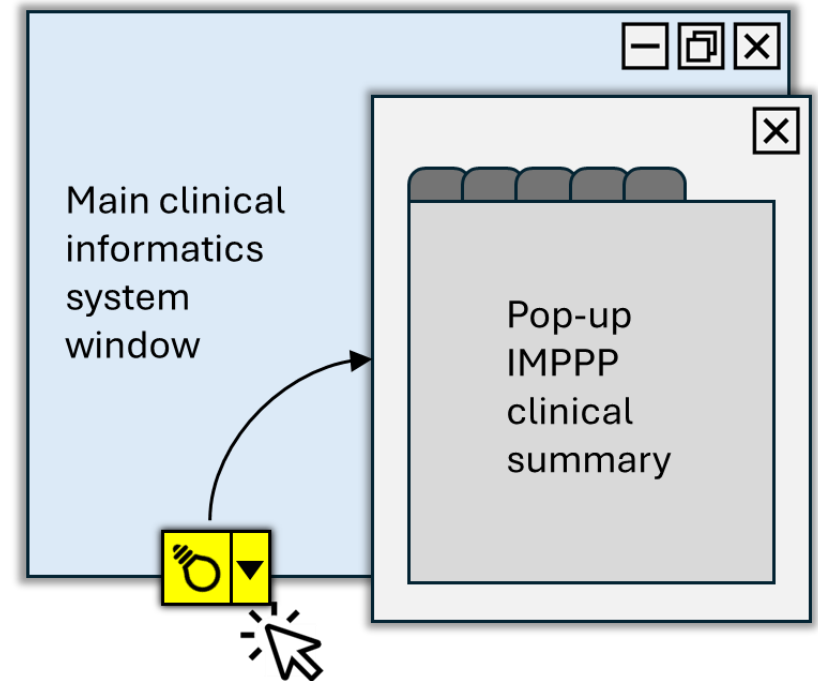 Main clinical
informatics
system
window
Pop-up
IMPPP
clinical
summary